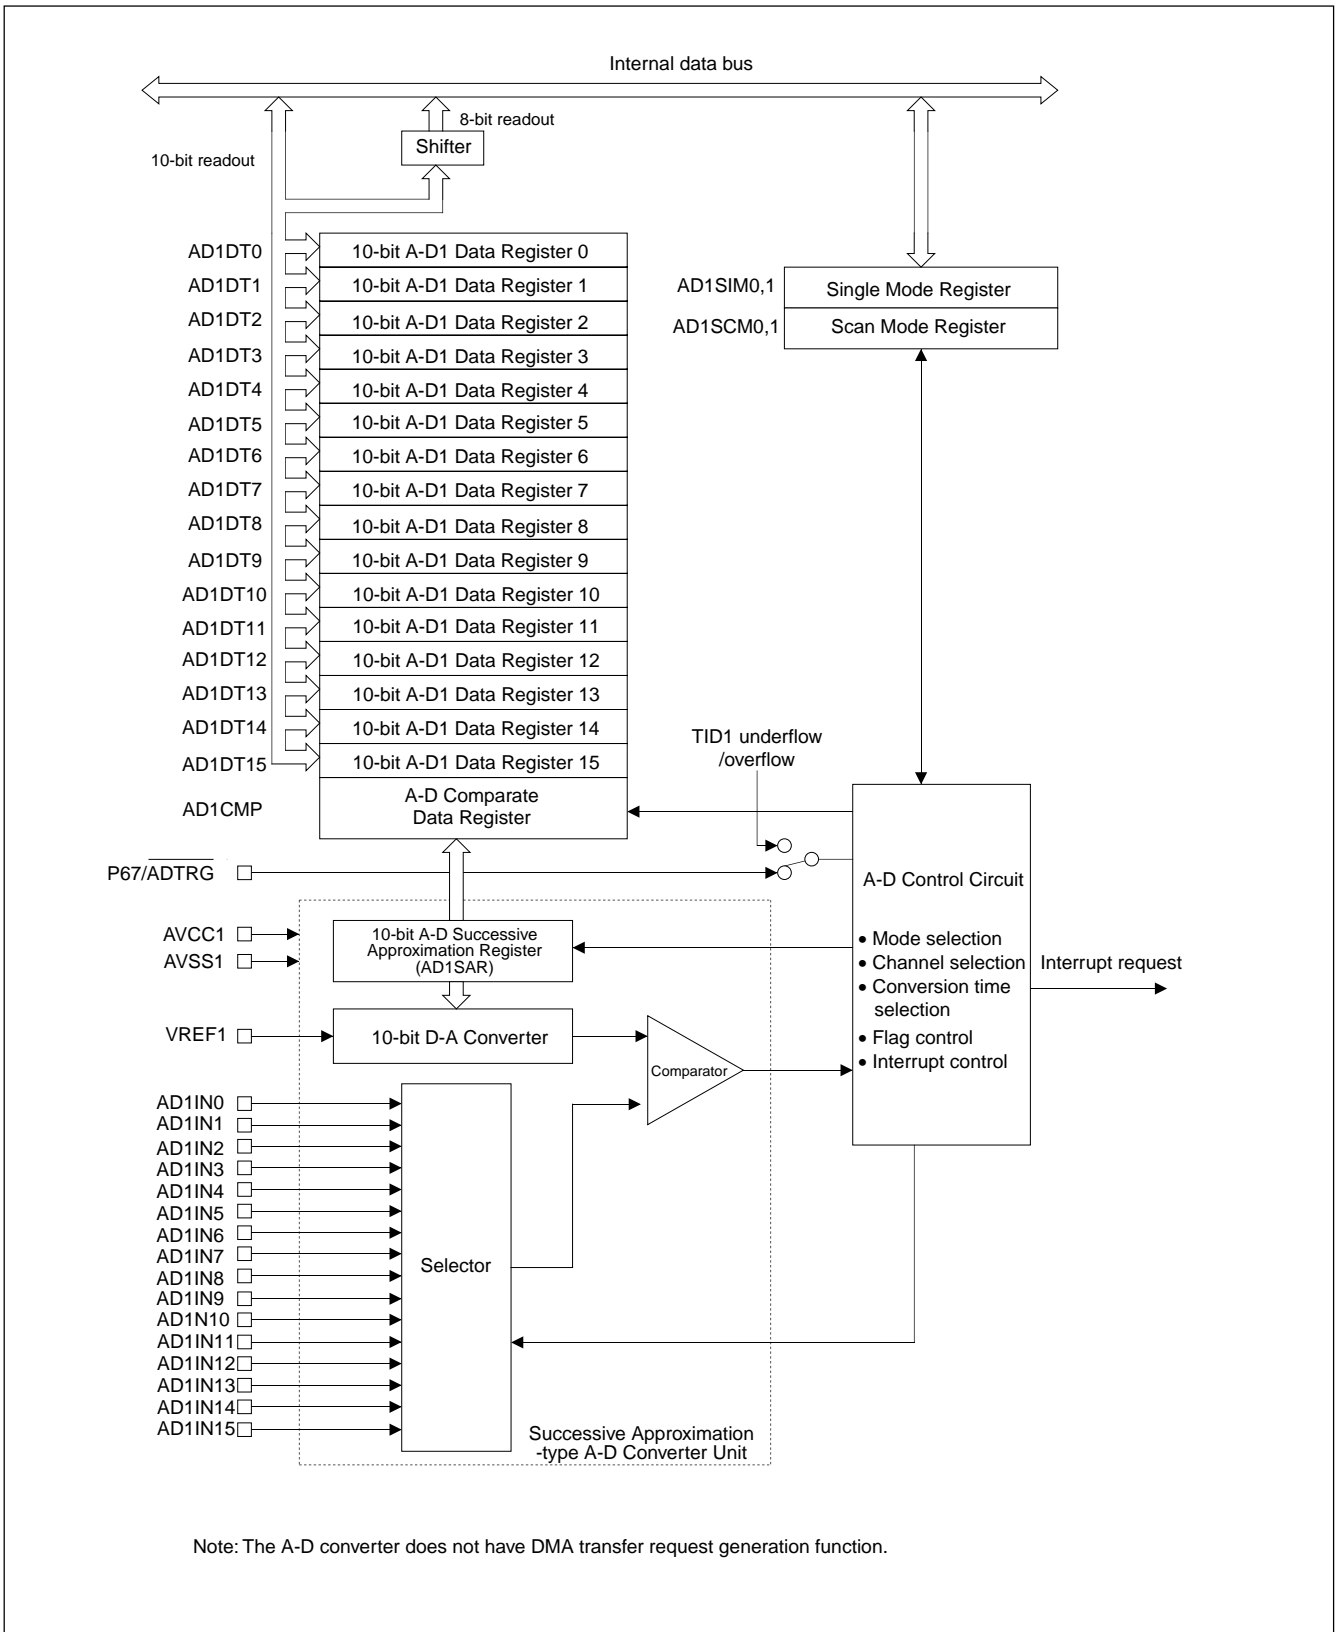 Internal data bus
8-bit readout
Shifter
10-bit readout
AD1DT0
10-bit A-D1 Data Register 0
AD1DT1
10-bit A-D1 Data Register 1
AD1DT2
10-bit A-D1 Data Register 2
AD1DT3
10-bit A-D1 Data Register 3
AD1DT4
10-bit A-D1 Data Register 4
AD1DT5
10-bit A-D1 Data Register 5
AD1DT6
10-bit A-D1 Data Register 6
AD1DT7
10-bit A-D1 Data Register 7
AD1DT8
10-bit A-D1 Data Register 8
AD1DT9
10-bit A-D1 Data Register 9
AD1DT10
10-bit A-D1 Data Register 10
AD1DT11
10-bit A-D1 Data Register 11
AD1DT12
10-bit A-D1 Data Register 12
AD1DT13
10-bit A-D1 Data Register 13
AD1DT14
10-bit A-D1 Data Register 14
AD1DT15
10-bit A-D1 Data Register 15
AD1CMP
A-D Comparate
Data Register
AD1SIM0,1
Single Mode Register
AD1SCM0,1
Scan Mode Register
TID1 underflow
/overflow
P67/ADTRG
A-D Control Circuit
• Mode selection
• Channel selection
• Conversion time
selection
• Flag control
• Interrupt control
Interrupt request
AVCC1
AVSS1
10-bit A-D Successive
Approximation Register
(AD1SAR)
VREF1
10-bit D-A Converter
Comparator
AD1IN0
AD1IN1
AD1IN2
AD1IN3
AD1IN4
AD1IN5
AD1IN6
AD1IN7
AD1IN8
AD1IN9
AD1N10
AD1IN11
AD1IN12
AD1IN13
AD1IN14
AD1IN15
Selector
Successive Approximation
-type A-D Converter Unit
Note: The A-D converter does not have DMA transfer request generation function.